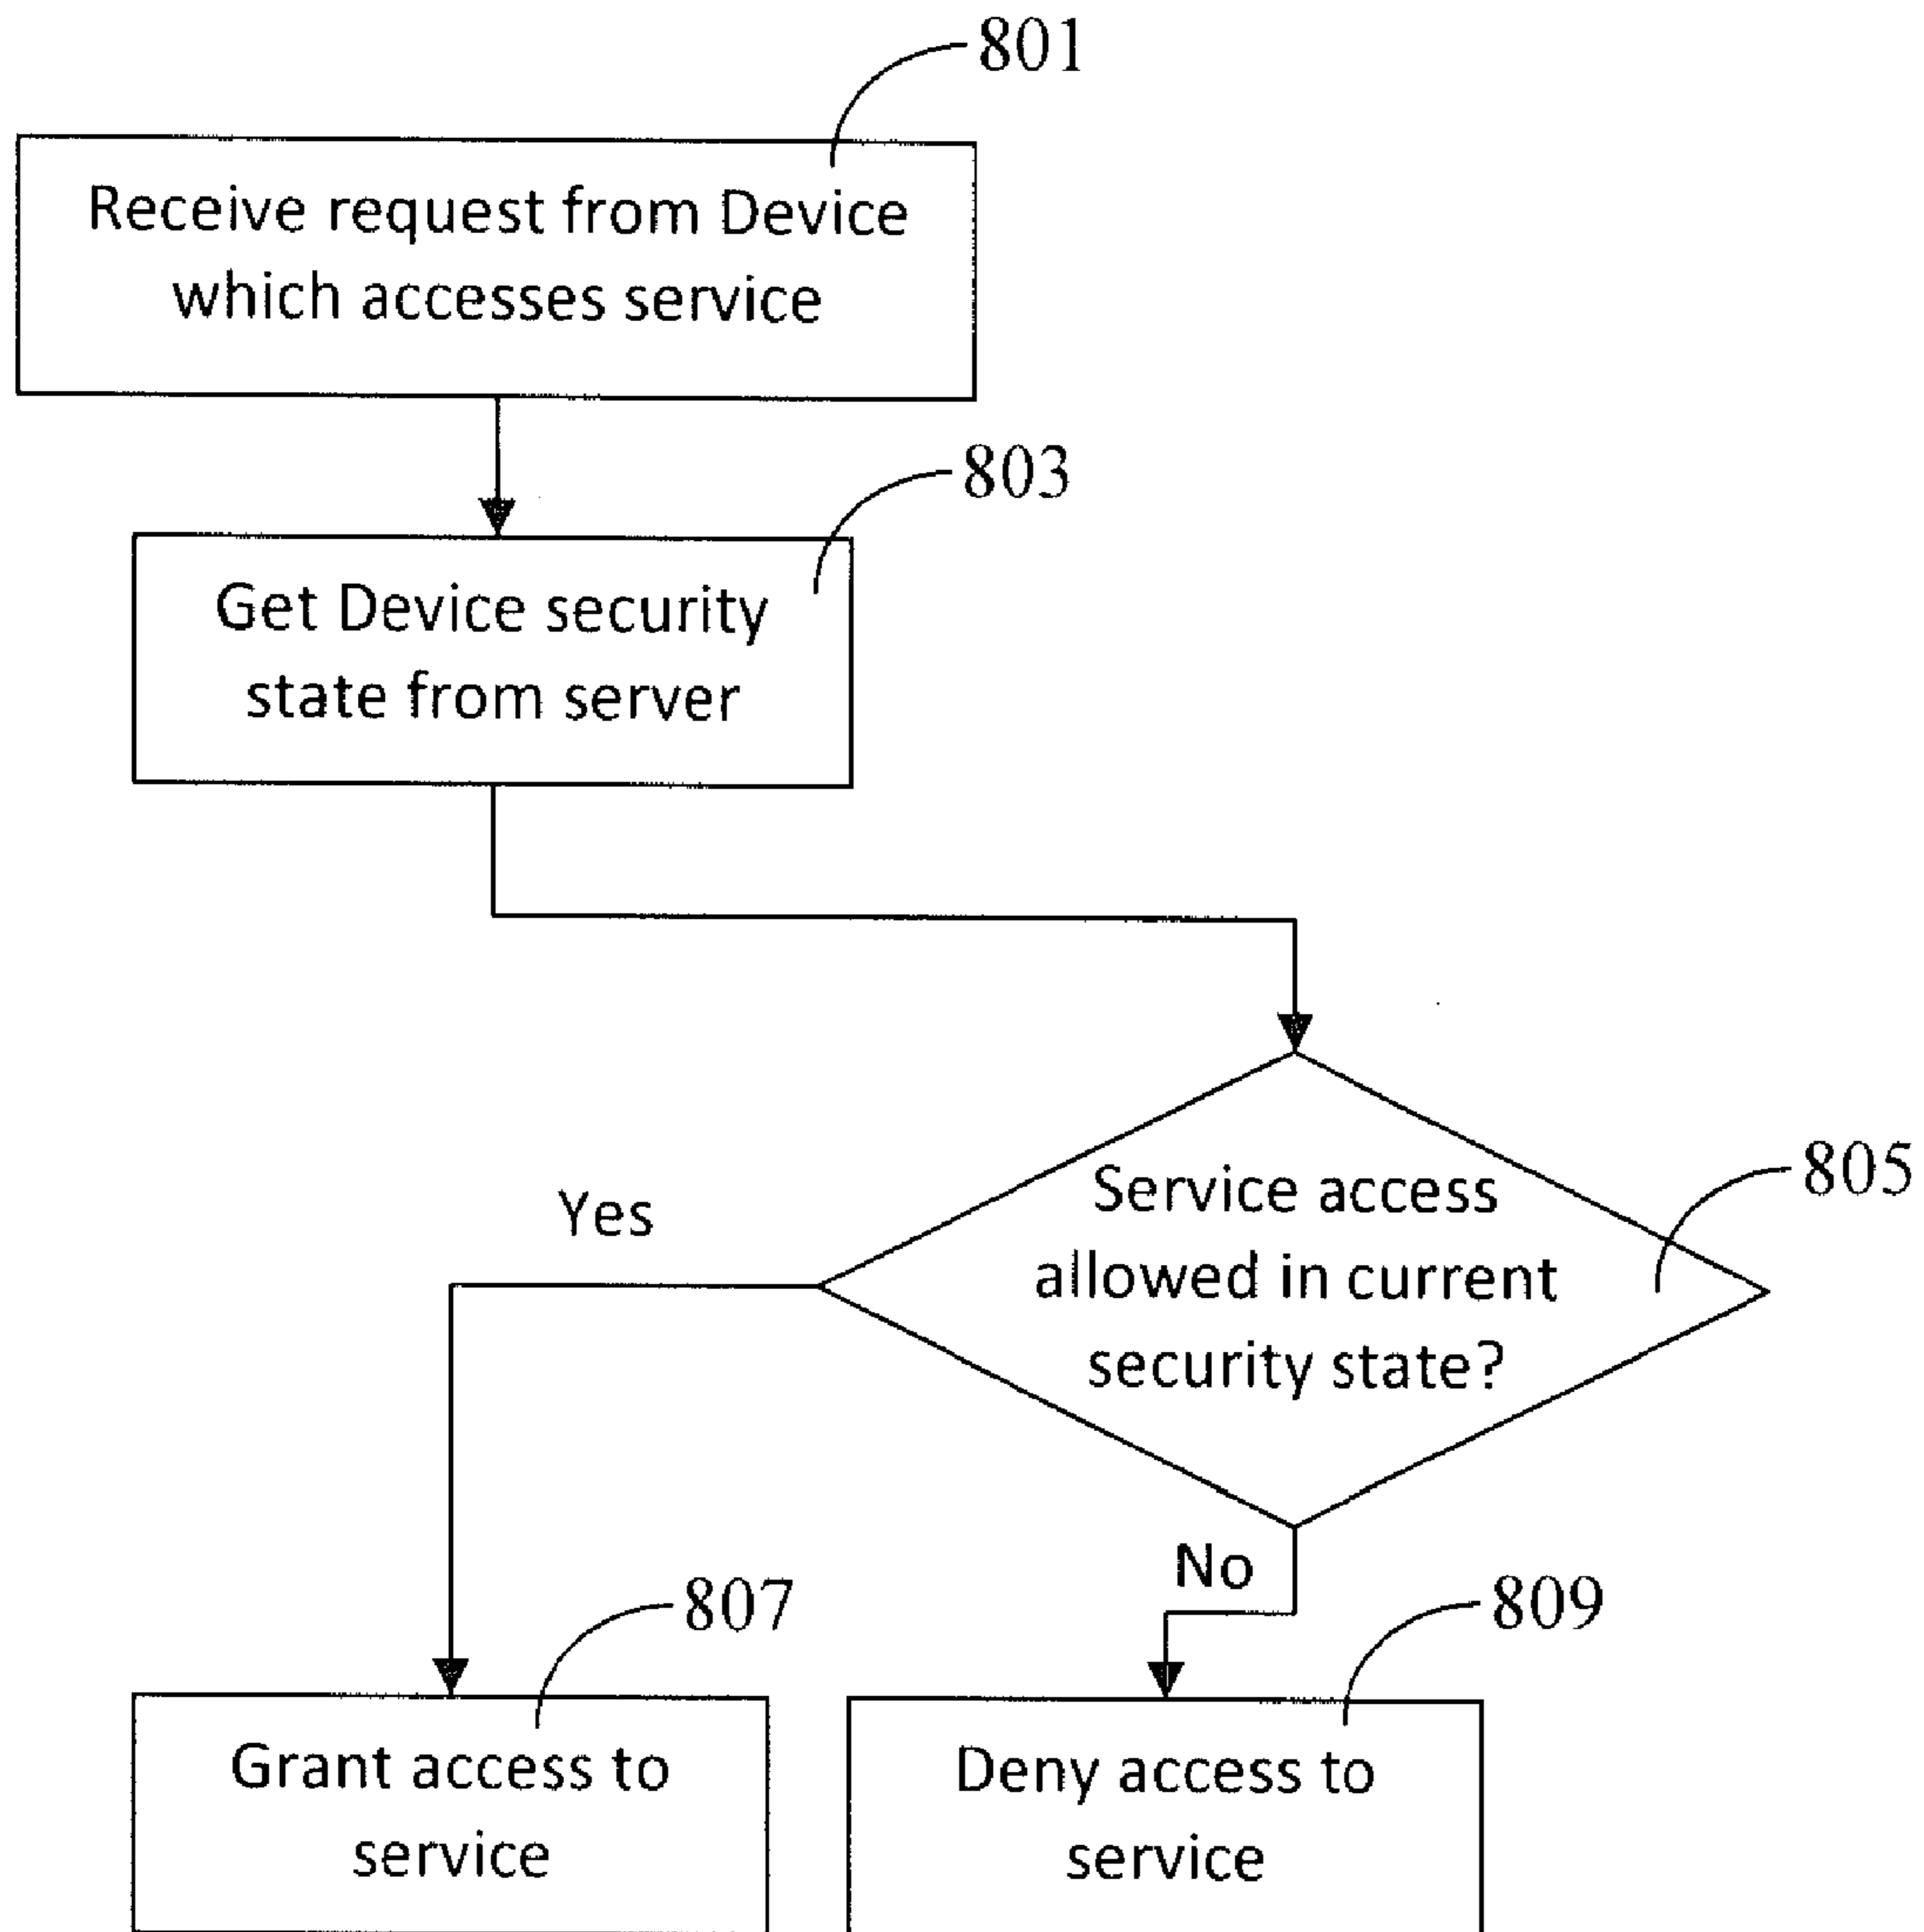 801
Receive request from Device
which accesses service
803
Get Device security
state from server
805
Service access
allowed in current
security state?
Yes
No
807
Grant access to
service
809
Deny access to
service